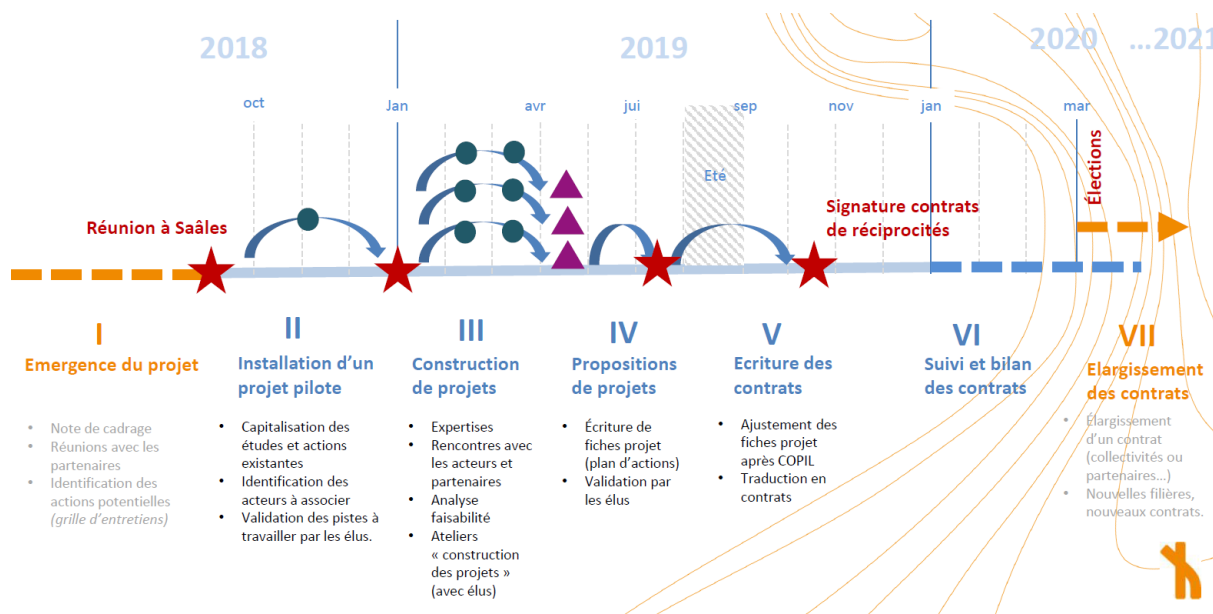 2018
2019
2020
...2021
oct
Jan
avr
jui
sep
nov
jan
mar
Eté
Élections
Réunion à Saâles
Signature contrats
de réciprocités
I
Emergence du projet
• Note de cadrage
• Réunions avec les
partenaires
• Identification des
actions potentielles
(grille d'entretiens)
II
Installation d'un
projet pilote
• Capitalisation des
études et actions
existantes
• Identification des
acteurs à associer
• Validation des pistes à
travailler par les élus.
III
Construction
de projets
• Expertises
• Rencontres avec
les acteurs et
partenaires
• Analyse
faisabilité
• Ateliers
« construction
des projets »
(avec élus)
IV
Propositions
de projets
• Écriture de
fiches projet
(plan d'actions)
• Validation par
les élus
V
Ecriture des
contrats
• Ajustement des
fiches projet
après COPIL
• Traduction en
contrats
VI
Suivi et bilan
des contrats
VII
Elargissement
des contrats
• Élargissement
d'un contrat
(collectivités ou
partenaires...)
• Nouvelles filières,
nouveaux contrats.